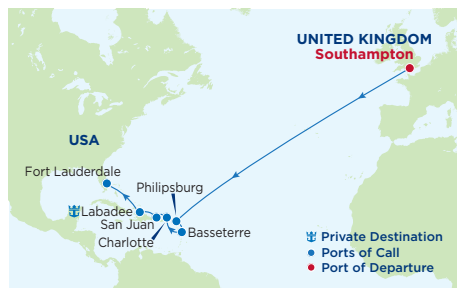 UNITED KINGDOM
Southampton
USA
Fort Lauderdale
Philipsburg
Labadee
San Juan
Charlotte
Basseterre
Private Destination
Ports of Call
Port of Departure